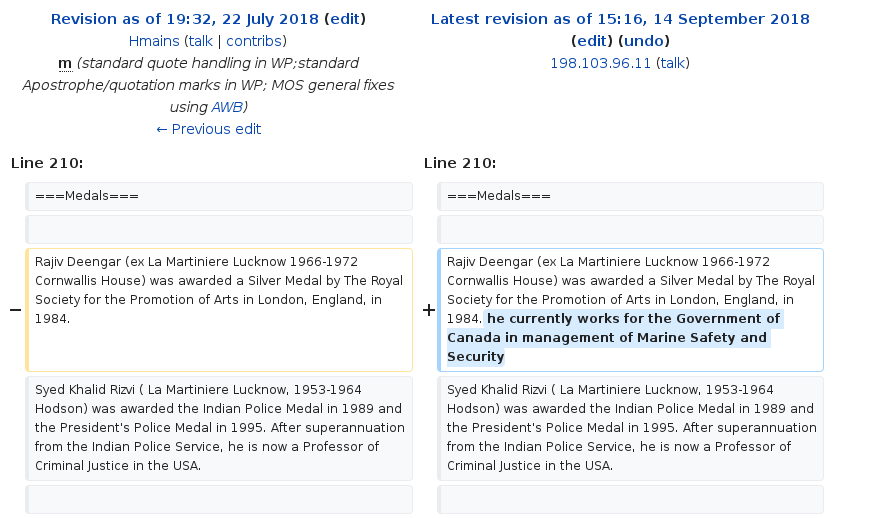 Revision as of 19:32, 22 July 2018 (edit)
Hmains (talk | contribs)
m (standard quote handling in WP;standard
Apostrophe/quotation marks in WP; MOS general fixes
using AWB)
← Previous edit
Latest revision as of 15:16, 14 September 2018
(edit) (undo)
198.103.96.11 (talk)
Line 210:
Line 210:
===Medals===
===Medals===
−
Rajiv Deengar (ex La Martiniere Lucknow 1966-1972
Cornwallis House) was awarded a Silver Medal by The Royal
Society for the Promotion of Arts in London, England, in
1984.
+
Rajiv Deengar (ex La Martiniere Lucknow 1966-1972
Cornwallis House) was awarded a Silver Medal by The Royal
Society for the Promotion of Arts in London, England, in
1984. he currently works for the Government of
Canada in management of Marine Safety and
Security
Syed Khalid Rizvi ( La Martiniere Lucknow, 1953-1964
Hodson) was awarded the Indian Police Medal in 1989 and
the President's Police Medal in 1995. After superannuation
from the Indian Police Service, he is now a Professor of
Criminal Justice in the USA.
Syed Khalid Rizvi ( La Martiniere Lucknow, 1953-1964
Hodson) was awarded the Indian Police Medal in 1989 and
the President's Police Medal in 1995. After superannuation
from the Indian Police Service, he is now a Professor of
Criminal Justice in the USA.